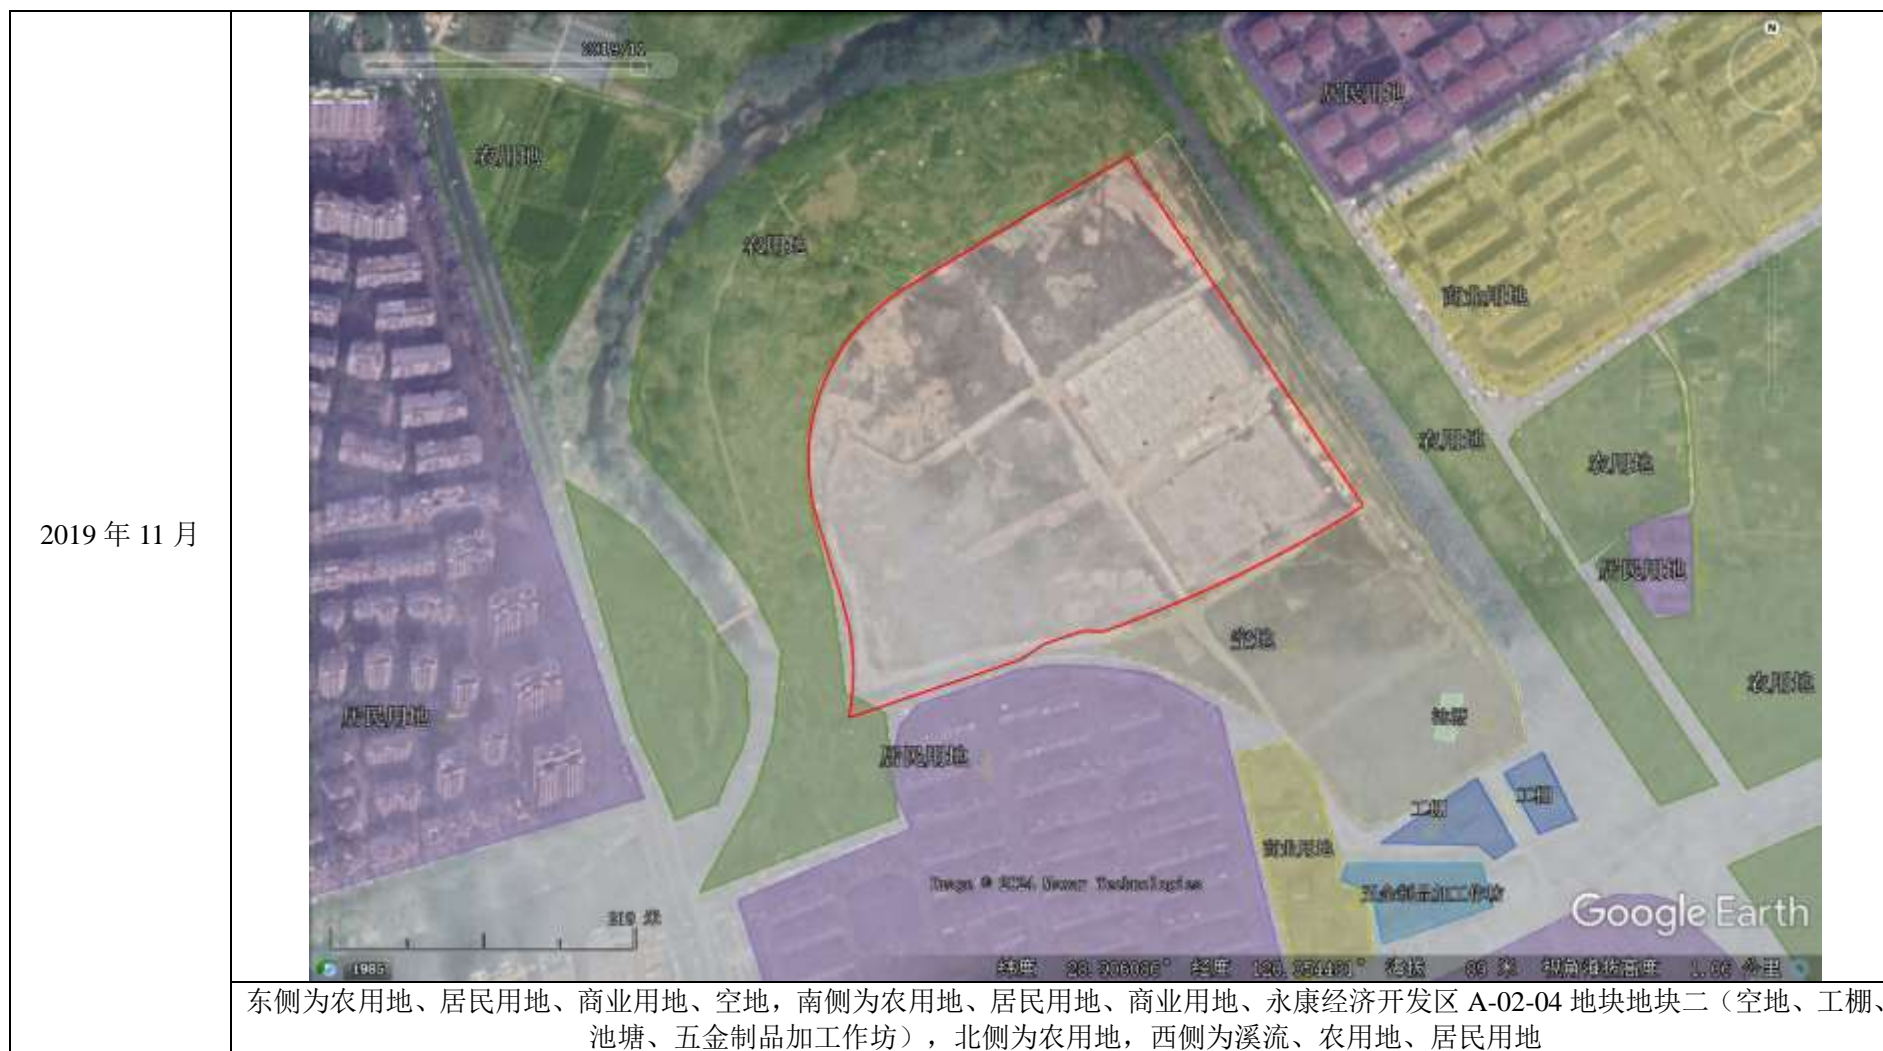 2019/11
N
居民用地
农用地
农用地
商业用地
农用地
农用地
2019 年 11 月
居民用地
空地
农用地
居民用地
池塘
居民用地
工棚
工棚
商业用地
Image © 2024 Maxar Technologies
五金制品加工作坊
Google Earth
1985
东侧为农用地、居民用地、商业用地、空地，南侧为农用地、居民用地、商业用地、永康经济开发区 A-02-04 地块地块二（空地、工棚、
池塘、五金制品加工作坊），北侧为农用地，西侧为溪流、农用地、居民用地